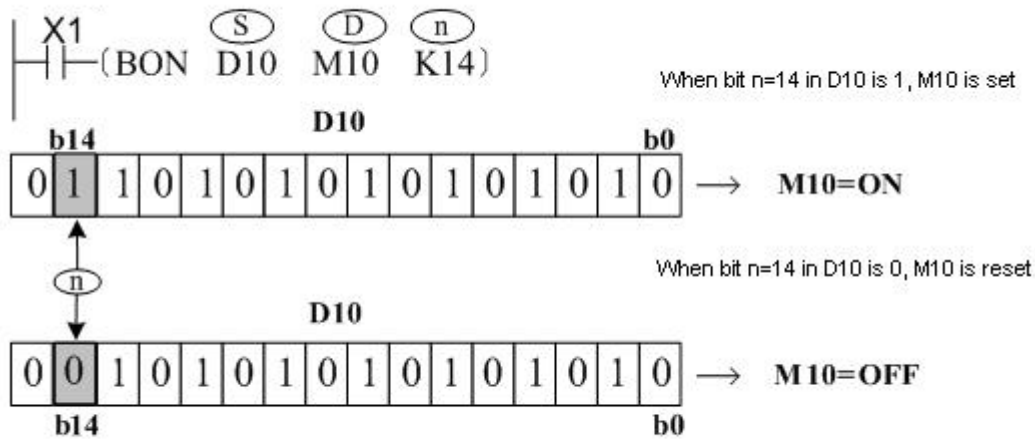 X1 S D n
(BON D10 M10 K14)
When bit n=14 in D10 is 1, M10 is set
D10
b14 b0
0 1 1 0 1 0 1 0 1 0 1 0 1 0 1 0 → M10=ON
When bit n=14 in D10 is 0, M10 is reset
n
D10
0 0 1 0 1 0 1 0 1 0 1 0 1 0 1 0 → M10=OFF
b14 b0